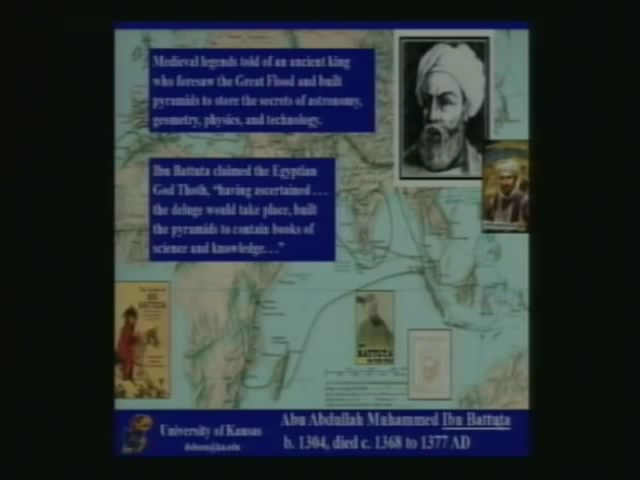 Medieval legends told of an ancient king
who foresaw the Great Flood and built
pyramids to store the secrets of astronomy,
geometry, physics, and technology.
Ibn Battuta claimed the Egyptian
God Thoth, “having ascertained …
the deluge would take place, built
the pyramids to contain books of
science and knowledge…”
BATTUTA
Abu Abdullah Muhammed Ibn Battuta
University of Kansas
b. 1304, died c. 1368 to 1377 AD